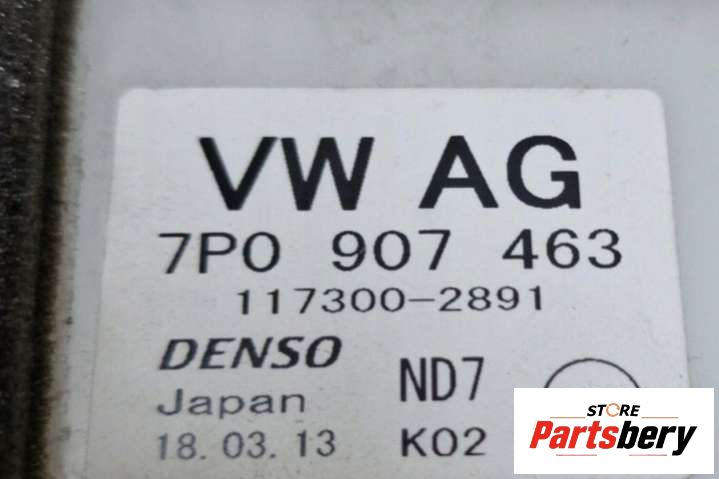 VW AG
7P0 907 463
117300-2891
DENSO
ND7
Japan
18.03.13
K02
STORE
Partsbery